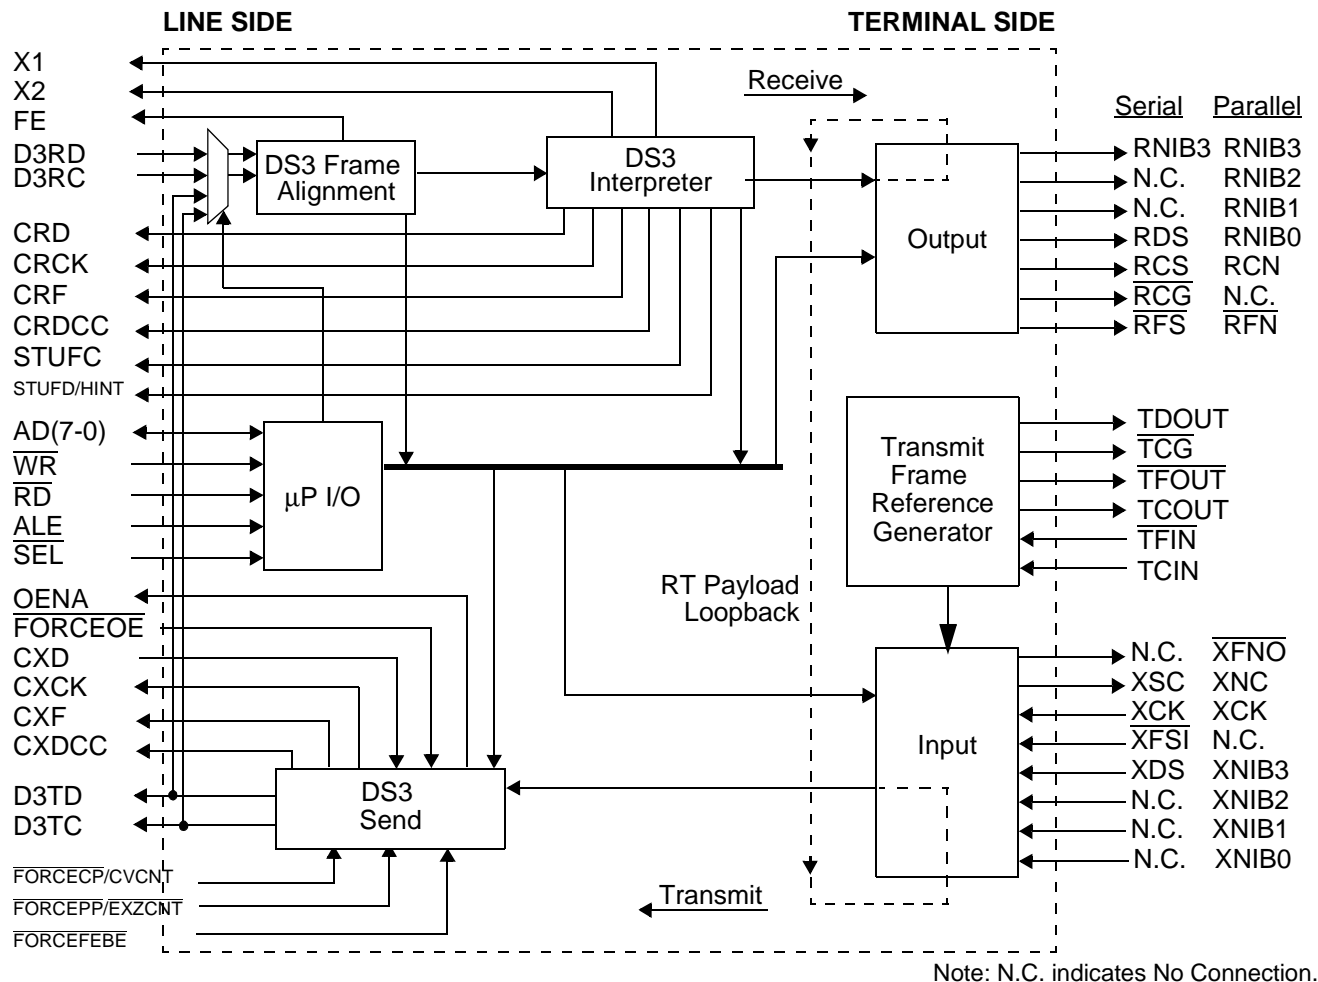 LINE SIDE
TERMINAL SIDE
X1
X2
FE
D3RD
D3RC
CRD
CRCK
CRF
CRDCC
STUFC
STUFD/HINT
AD(7-0)
WR
RD
ALE
SEL
OENA
FORCEOE
CXD
CXCK
CXF
CXDCC
D3TD
D3TC
FORCECP/CVCNT
FORCEPP/EXZCNT
FORCEFEBE
DS3 Frame
Alignment
DS3
Interpreter
Receive
Output
μP I/O
Transmit
Frame
Reference
Generator
RT Payload
Loopback
Input
DS3
Send
Transmit
Serial Parallel
RNIB3 RNIB3
N.C. RNIB2
N.C. RNIB1
RDS RNIB0
RCS RCN
RCG N.C.
RFS RFN
TDOUT
TCG
TFOUT
TCOUT
TFIN
TCIN
N.C. XFNO
XSC XNC
XCK XCK
XFSI N.C.
XDS XNIB3
N.C. XNIB2
N.C. XNIB1
N.C. XNIB0
Note: N.C. indicates No Connection.